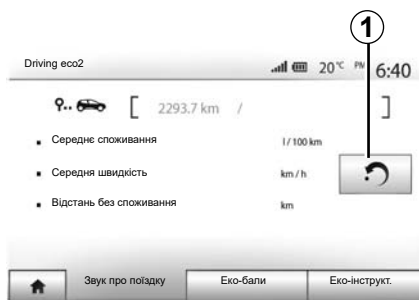 1
Driving eco2 20°C PM 6:40
[ 2293.7 km / ]
Середнє споживання l / 100 km
Середня швидкість km / h
Відстань без споживання km
Звук про поїздку Еко-бали Еко-інструкт.